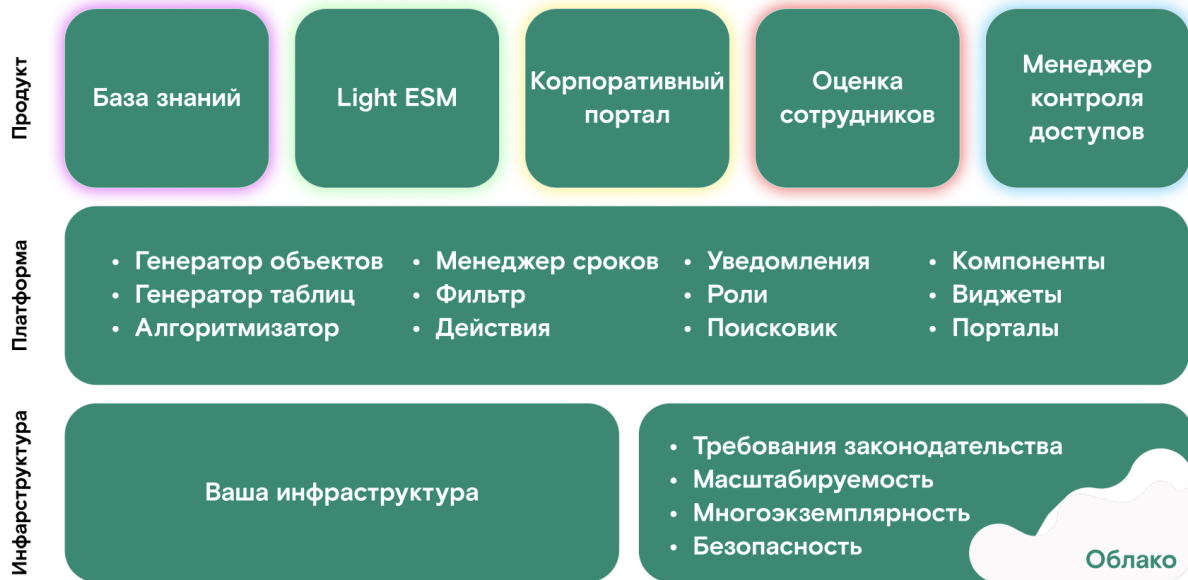 Продукт
База знаний
Light ESM
Корпоративный
портал
Оценка
сотрудников
Менеджер
контроля
доступов
Платформа
• Генератор объектов
• Генератор таблиц
• Алгоритмизатор
• Менеджер сроков
• Фильтр
• Действия
• Уведомления
• Роли
• Поисковик
• Компоненты
• Виджеты
• Порталы
Инфарструктура
Ваша инфраструктура
• Требования законодательства
• Масштабируемость
• Многоэкземплярность
• Безопасность
Облако